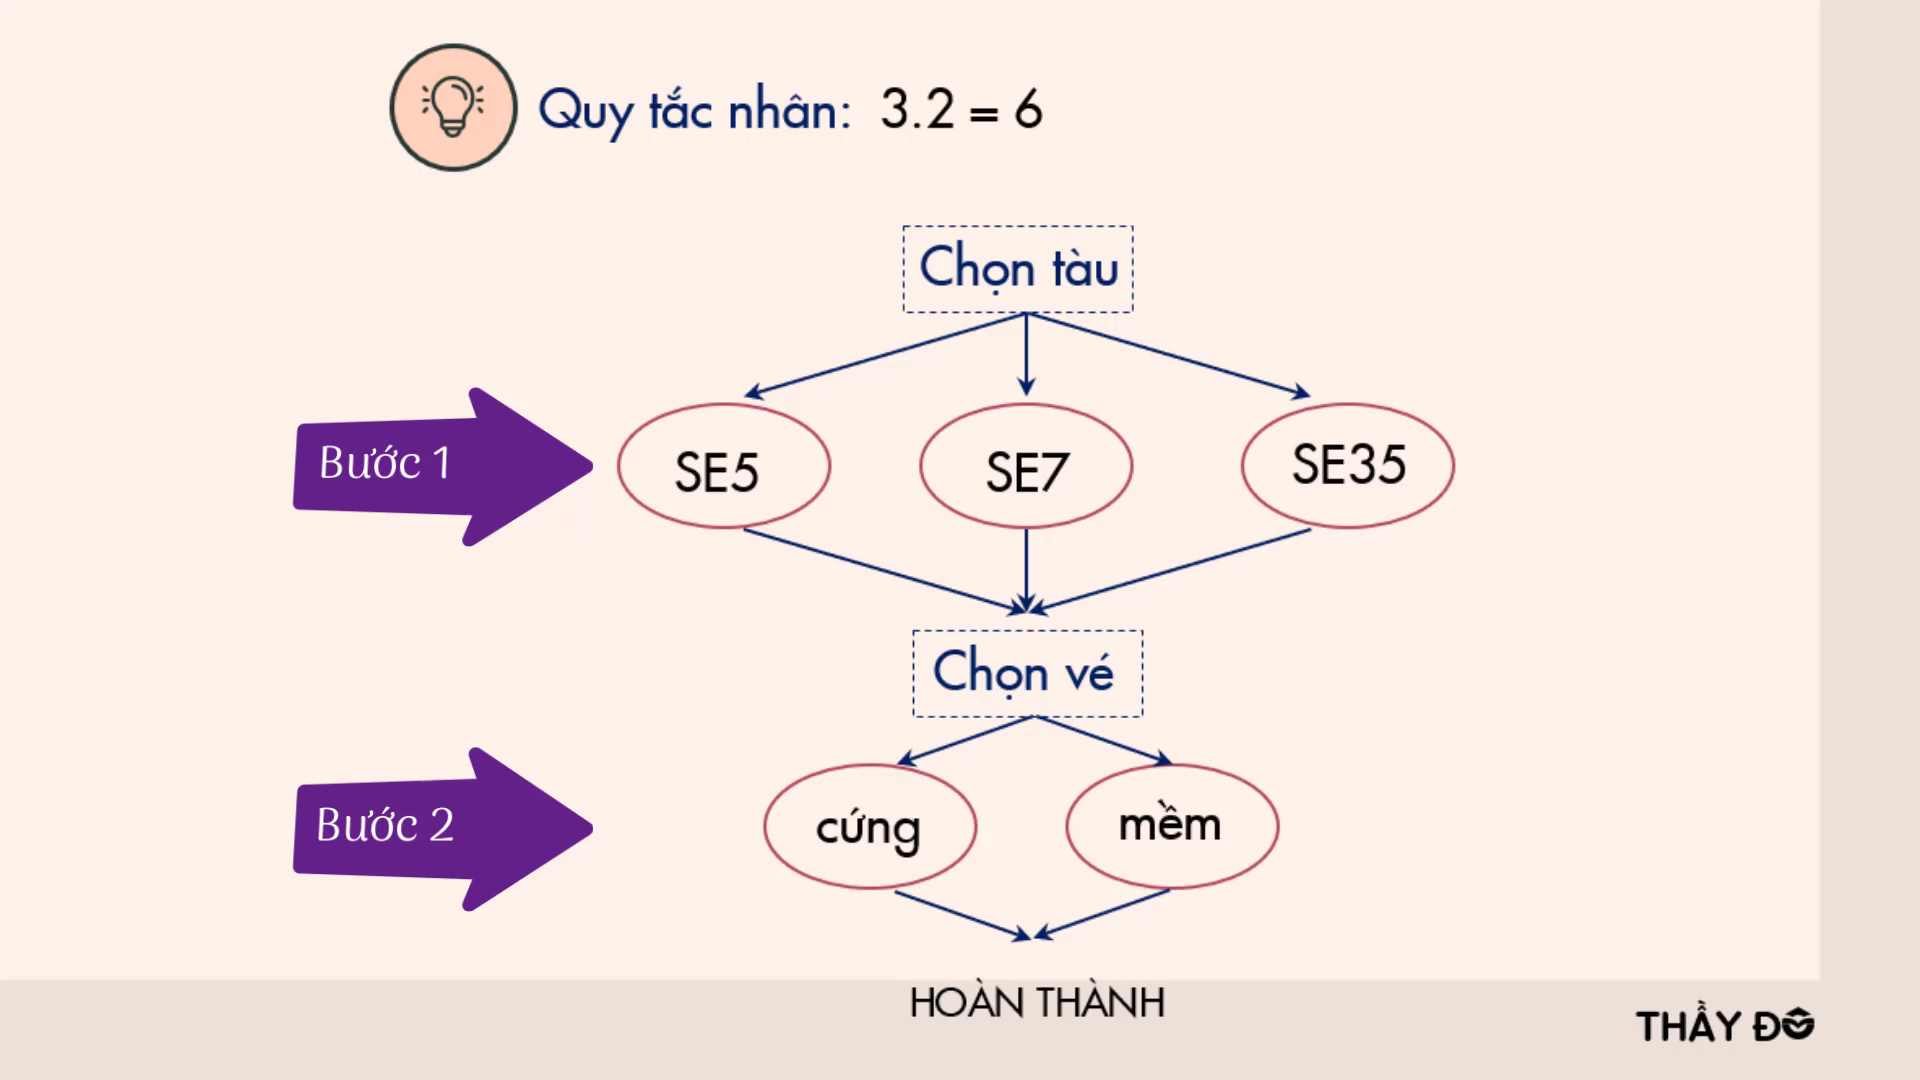 Quy tắc nhân: 3.2 = 6
Chọn tàu
Bước 1
SE5
SE7
SE35
Chọn vé
Bước 2
cứng
mềm
HOÀN THÀNH
THẦY ĐÔ